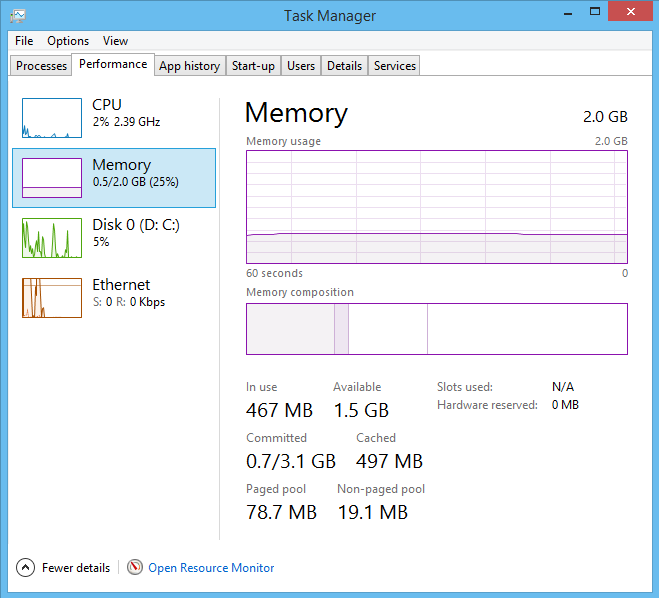 Task Manager
File Options View
Processes Performance App history Start-up Users Details Services
CPU
2% 2.39 GHz
Memory
0.5/2.0 GB (25%)
Disk 0 (D: C:)
5%
Ethernet
S: 0 R: 0 Kbps
Memory 2.0 GB
Memory usage 2.0 GB
60 seconds 0
Memory composition
In use Available Slots used: N/A
467 MB 1.5 GB Hardware reserved: 0 MB
Committed Cached
0.7/3.1 GB 497 MB
Paged pool Non-paged pool
78.7 MB 19.1 MB
Fewer details Open Resource Monitor